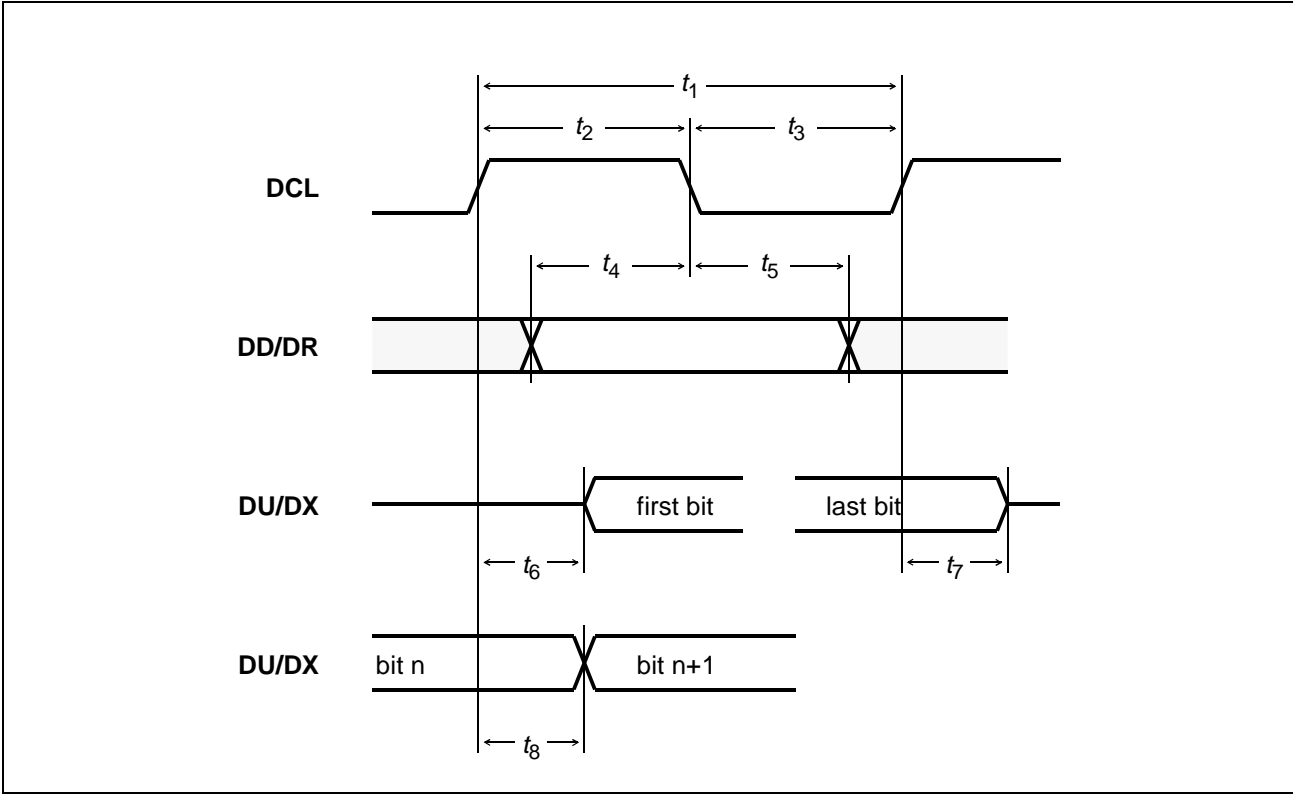 t1
t2
t3
DCL
t4
t5
DD/DR
DU/DX
first bit
last bit
t6
t7
DU/DX
bit n
bit n+1
t8